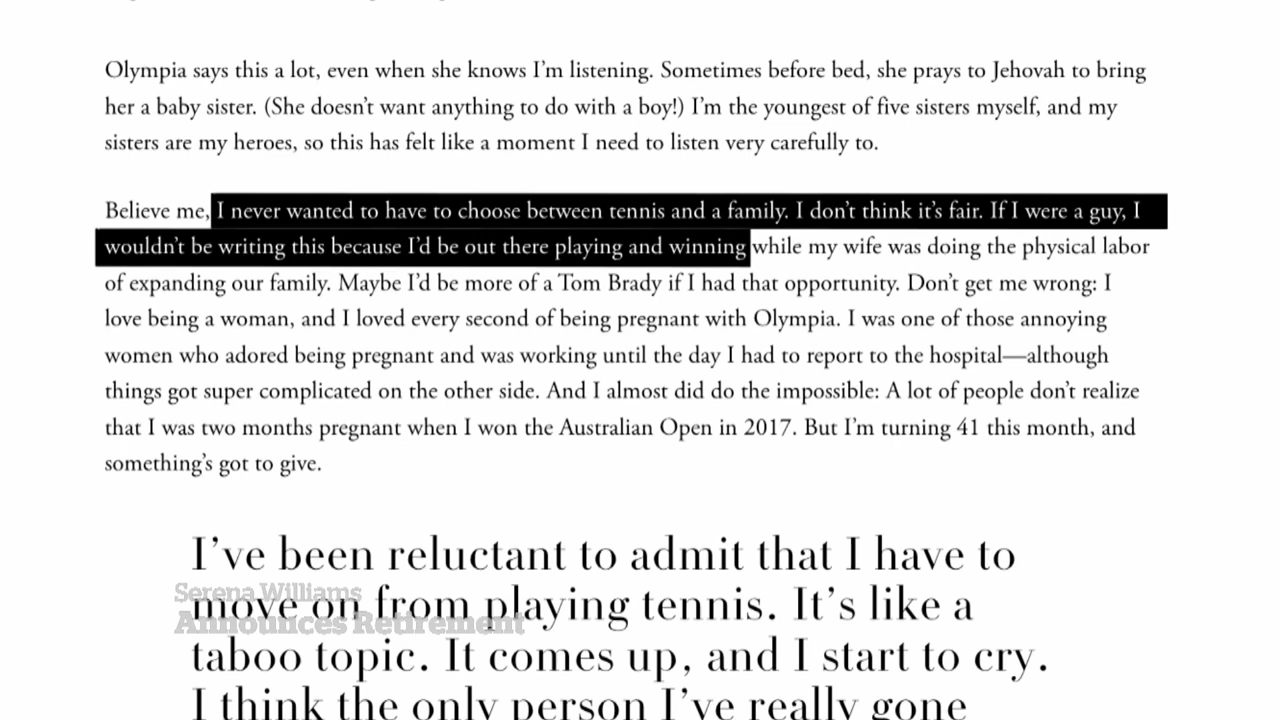 Olympia says this a lot, even when she knows I'm listening. Sometimes before bed, she prays to Jehovah to bring
her a baby sister. (She doesn't want anything to do with a boy!) I'm the youngest of five sisters myself, and my
sisters are my heroes, so this has felt like a moment I need to listen very carefully to.
Believe me, I never wanted to have to choose between tennis and a family. I don't think it's fair. If I were a guy, I
wouldn't be writing this because I'd be out there playing and winning while my wife was doing the physical labor
of expanding our family. Maybe I'd be more of a Tom Brady if I had that opportunity. Don't get me wrong: I
love being a woman, and I loved every second of being pregnant with Olympia. I was one of those annoying
women who adored being pregnant and was working until the day I had to report to the hospital—although
things got super complicated on the other side. And I almost did do the impossible: A lot of people don't realize
that I was two months pregnant when I won the Australian Open in 2017. But I'm turning 41 this month, and
something's got to give.
I've been reluctant to admit that I have to
Serena Williams
move on from playing tennis. It's like a
Announces Retirement
taboo topic. It comes up, and I start to cry.
I think the only person I've really gone